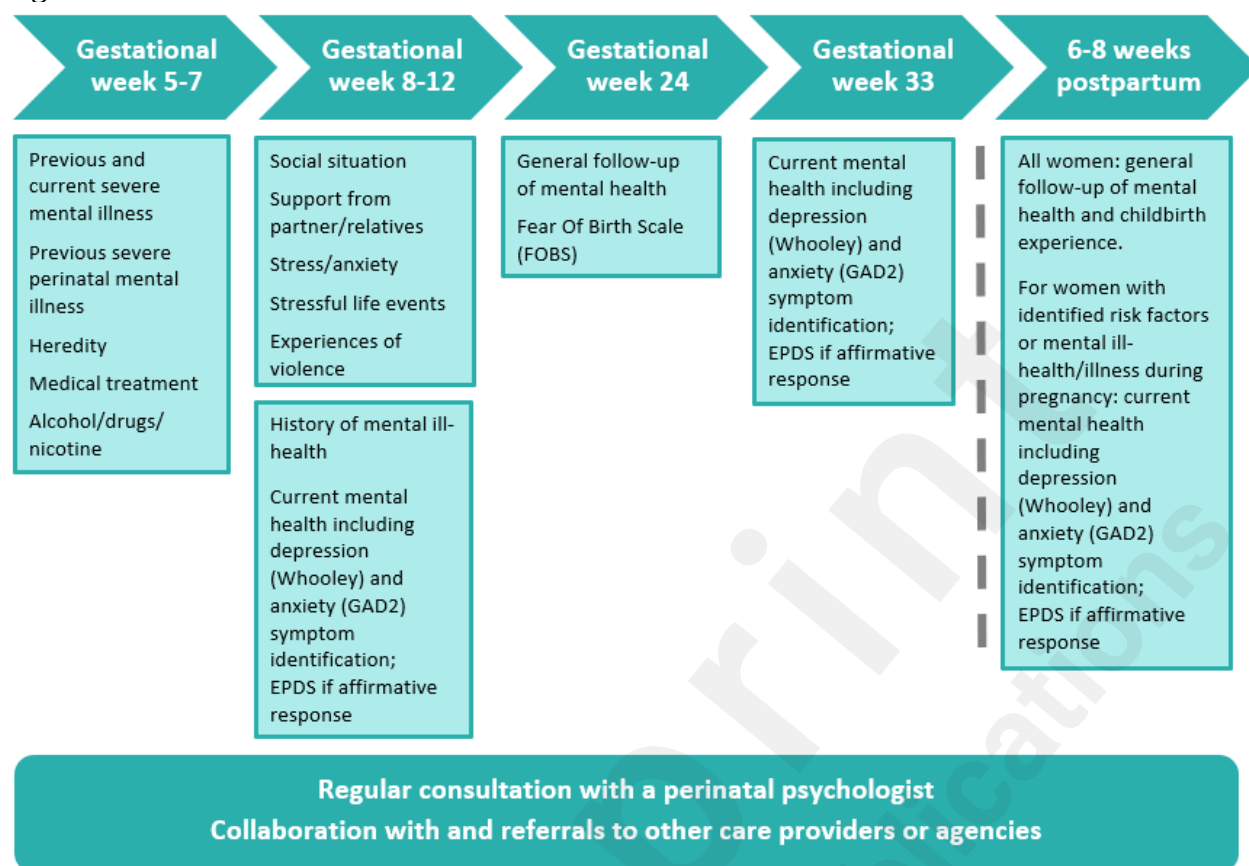 Gestational
week 5-7
Gestational
week 8-12
Gestational
week 24
Gestational
week 33
6-8 weeks
postpartum
Previous and
current severe
mental illness
Previous severe
perinatal mental
illness
Heredity
Medical treatment
Alcohol/drugs/
nicotine
Social situation
Support from
partner/relatives
Stress/anxiety
Stressful life events
Experiences of
violence
History of mental ill-
health
Current mental
health including
depression
(Whooley) and
anxiety (GAD2)
symptom
identification;
EPDS if affirmative
response
General follow-up
of mental health
Fear Of Birth Scale
(FOBS)
Current mental
health including
depression
(Whooley) and
anxiety (GAD2)
symptom
identification;
EPDS if affirmative
response
All women: general
follow-up of mental
health and childbirth
experience.
For women with
identified risk factors
or mental ill-
health/illness during
pregnancy: current
mental health
including
depression
(Whooley) and
anxiety (GAD2)
symptom
identification;
EPDS if affirmative
response
Regular consultation with a perinatal psychologist
Collaboration with and referrals to other care providers or agencies
print